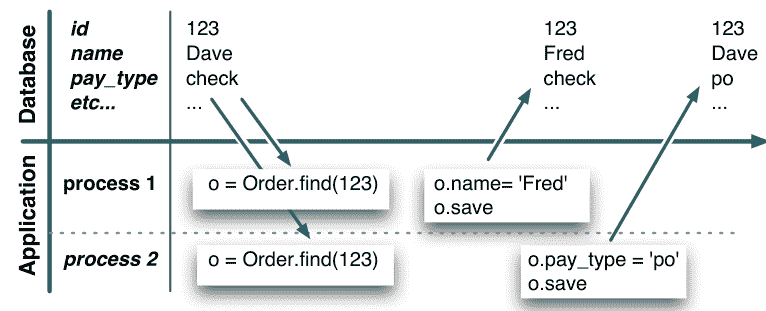 Database
id
name
pay_type
etc...
123
Dave
check
...
123
Fred
check
...
123
Dave
po
...
Application
process 1
o = Order.find(123)
o.name= 'Fred'
o.save
process 2
o = Order.find(123)
o.pay_type = 'po'
o.save